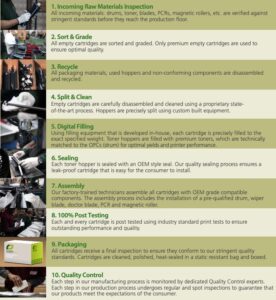 1. Incoming Raw Materials Inspection
All incoming materials: drums, toner, blades, PCRs, magnetic rollers, etc. are verified against
stringent standards before they reach the production floor.
2. Sort & Grade
All empty cartridges are sorted and graded. Only premium empty cartridges are used to
ensure optimal quality.
3. Recycle
All packaging materials, used hoppers and non-conforming components are disassembled
and recycled.
4. Split & Clean
Empty cartridges are carefully disassembled and cleaned using a proprietary state-
of-the-art process. Hoppers are precisely split using custom built equipment.
5. Digital Filling
Using filling equipment that is developed in-house, each cartridge is precisely filled to the
exact specified weight. Toner hoppers are filled with premium toners, which are technically
matched to the OPCs (drum) for optimal yields and printer performance.
6. Sealing
Each toner hopper is sealed with an OEM style seal. Our quality sealing process ensures a
leak-proof cartridge that is easy for the consumer to install.
7. Assembly
Our factory-trained technicians assemble all cartridges with OEM-grade compatible
components. The assembly process includes the installation of a pre-qualified drum, wiper
blade, doctor blade, PCR and magnetic roller.
8. 100% Post Testing
Each and every cartridge is post tested using industry standard print tests to ensure
outstanding performance and quality.
9. Packaging
All cartridges receive a final inspection to ensure they conform to our stringent quality
standards. Cartridges are cleaned, polished, heat-sealed in a static resistant bag and boxed.
10. Quality Control
Each step in our manufacturing process is monitored by dedicated Quality Control experts.
Each step in our production process undergoes regular and spot inspections to guarantee that
our products meet the expectations of the consumer.